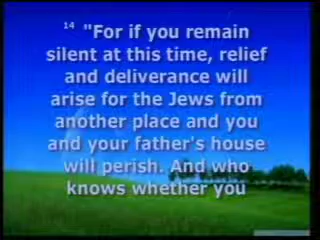 14 "For if you remain
silent at this time, relief
and deliverance will
arise for the Jews from
another place and you
and your father's house
will perish. And who
knows whether you